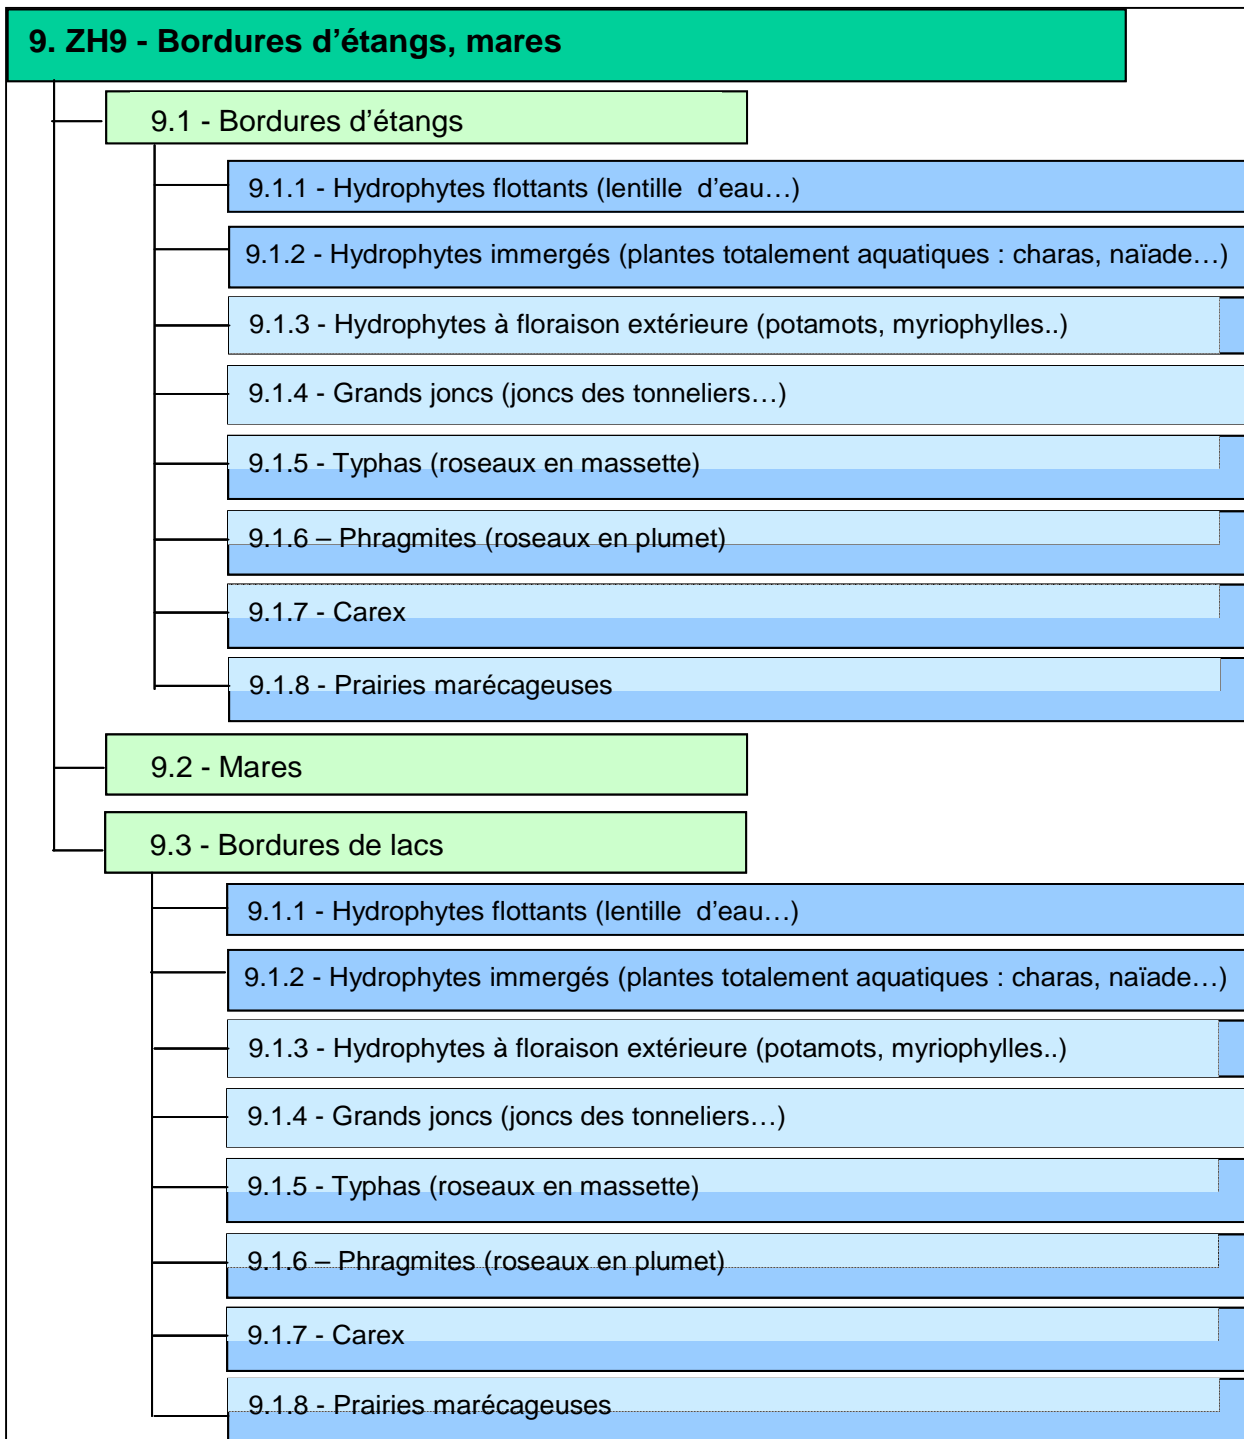 9. ZH9 - Bordures d'étangs, mares
9.1 - Bordures d'étangs
9.1.1 - Hydrophytes flottants (lentille  d'eau…)
9.1.2 - Hydrophytes immergés (plantes totalement aquatiques : charas, naïade…)
9.1.3 - Hydrophytes à floraison extérieure (potamots, myriophylles..)
9.1.4 - Grands joncs (joncs des tonneliers…)
9.1.5 - Typhas (roseaux en massette)
9.1.6 – Phragmites (roseaux en plumet)
9.1.7 - Carex
9.1.8 - Prairies marécageuses
9.2 - Mares
9.3 - Bordures de lacs
9.1.1 - Hydrophytes flottants (lentille  d'eau…)
9.1.2 - Hydrophytes immergés (plantes totalement aquatiques : charas, naïade…)
9.1.3 - Hydrophytes à floraison extérieure (potamots, myriophylles..)
9.1.4 - Grands joncs (joncs des tonneliers…)
9.1.5 - Typhas (roseaux en massette)
9.1.6 – Phragmites (roseaux en plumet)
9.1.7 - Carex
9.1.8 - Prairies marécageuses